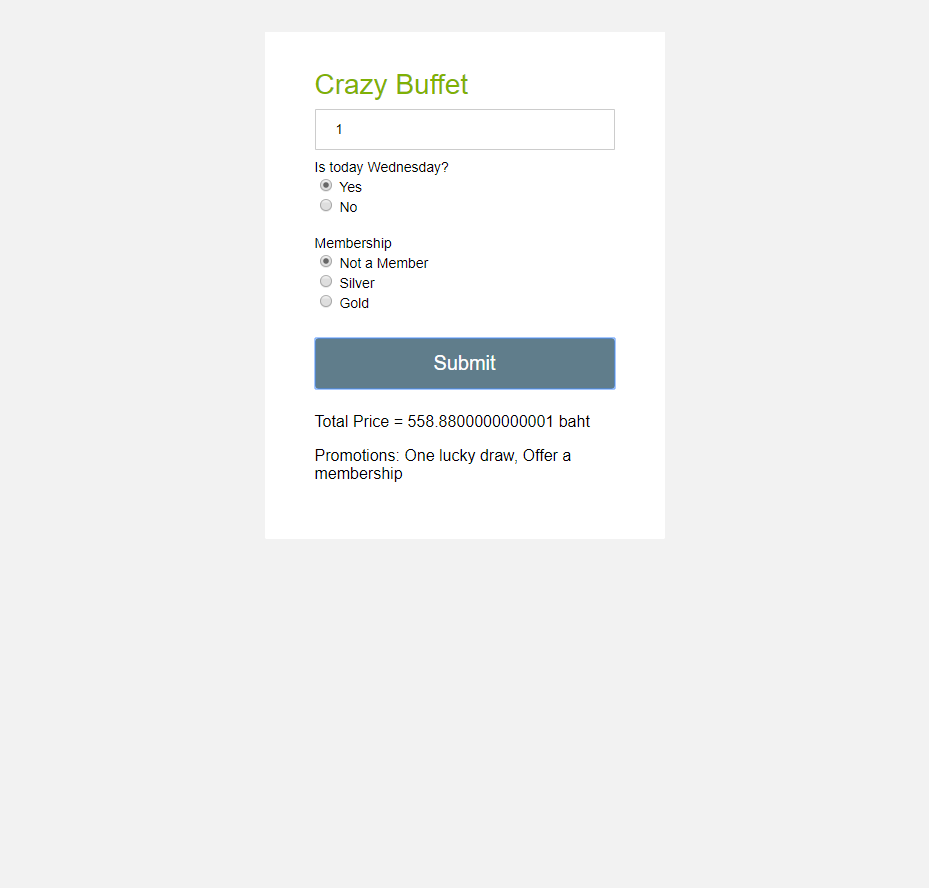 Crazy Buffet
1
Is today Wednesday?
Yes
No
Membership
Not a Member
Silver
Gold
Submit
Total Price = 558.8800000000001 baht
Promotions: One lucky draw, Offer a
membership